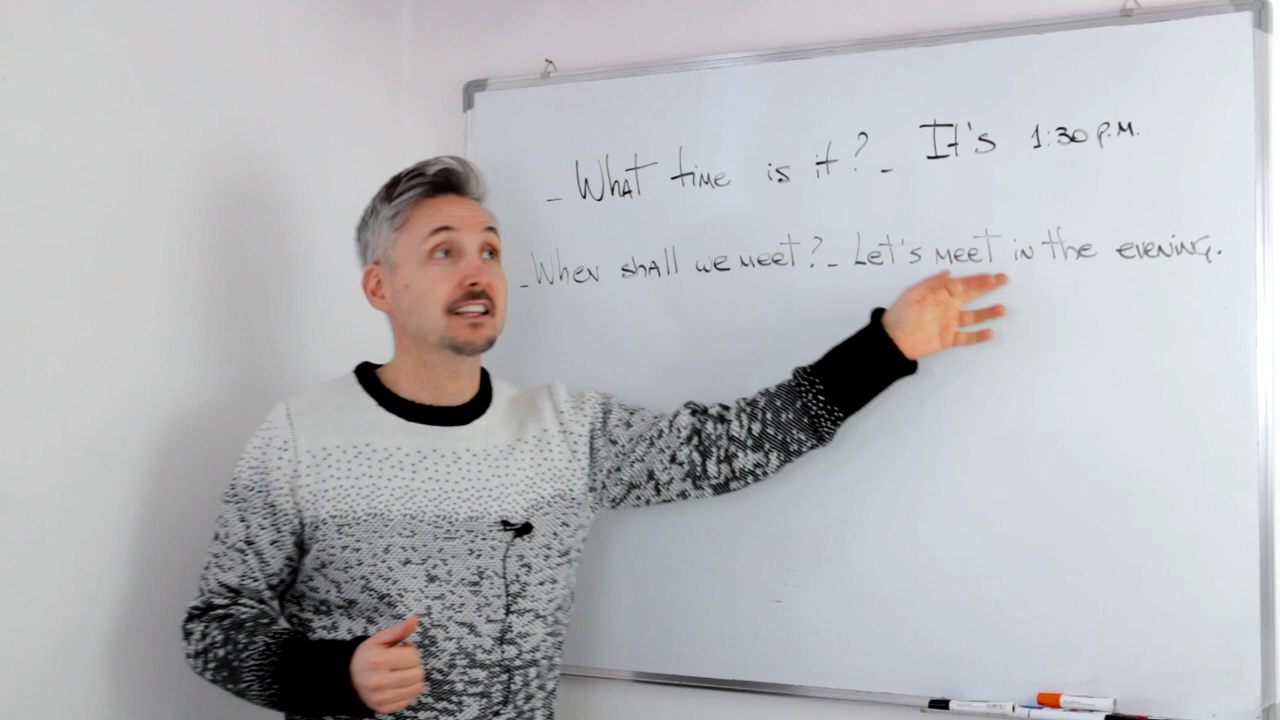 _ What time is it? _ It's 1:30 P.M.
_ When shall we meet? _ Let's meet in the evening.